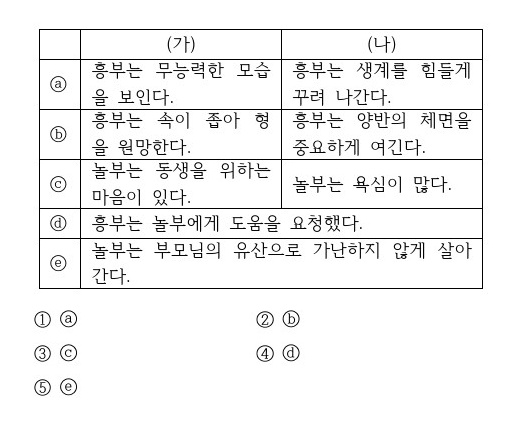 (가) (나)
ⓐ 흥부는 무능력한 모습 흥부는 생계를 힘들게
을 보인다. 꾸려 나간다.
ⓑ 흥부는 속이 좁아 형 흥부는 양반의 체면을
을 원망한다. 중요하게 여긴다.
ⓒ 놀부는 동생을 위하는 놀부는 욕심이 많다.
마음이 있다.
ⓓ 흥부는 놀부에게 도움을 요청했다.
ⓔ 놀부는 부모님의 유산으로 가난하지 않게 살아
간다.
① ⓐ ② ⓑ
③ ⓒ ④ ⓓ
⑤ ⓔ